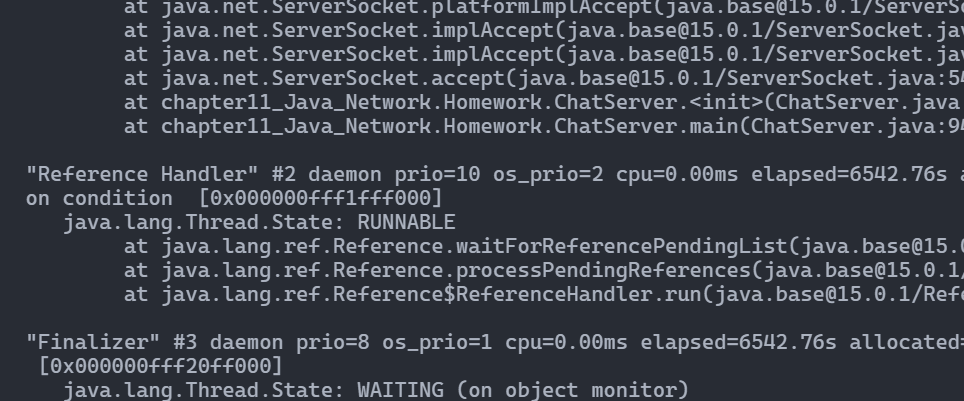 at java.net.ServerSocket.platformImplAccept(java.base@15.0.1/ServerSo
at java.net.ServerSocket.implAccept(java.base@15.0.1/ServerSocket.jav
at java.net.ServerSocket.implAccept(java.base@15.0.1/ServerSocket.jav
at java.net.ServerSocket.accept(java.base@15.0.1/ServerSocket.java:54
at chapter11_Java_Network.Homework.ChatServer.<init>(ChatServer.java
at chapter11_Java_Network.Homework.ChatServer.main(ChatServer.java:94
"Reference Handler" #2 daemon prio=10 os_prio=2 cpu=0.00ms elapsed=6542.76s a
on condition  [0x000000fff1fff000]
java.lang.Thread.State: RUNNABLE
at java.lang.ref.Reference.waitForReferencePendingList(java.base@15.0
at java.lang.ref.Reference.processPendingReferences(java.base@15.0.1/
at java.lang.ref.Reference$ReferenceHandler.run(java.base@15.0.1/Refe
"Finalizer" #3 daemon prio=8 os_prio=1 cpu=0.00ms elapsed=6542.76s allocated=
[0x000000fff20ff000]
java.lang.Thread.State: WAITING (on object monitor)